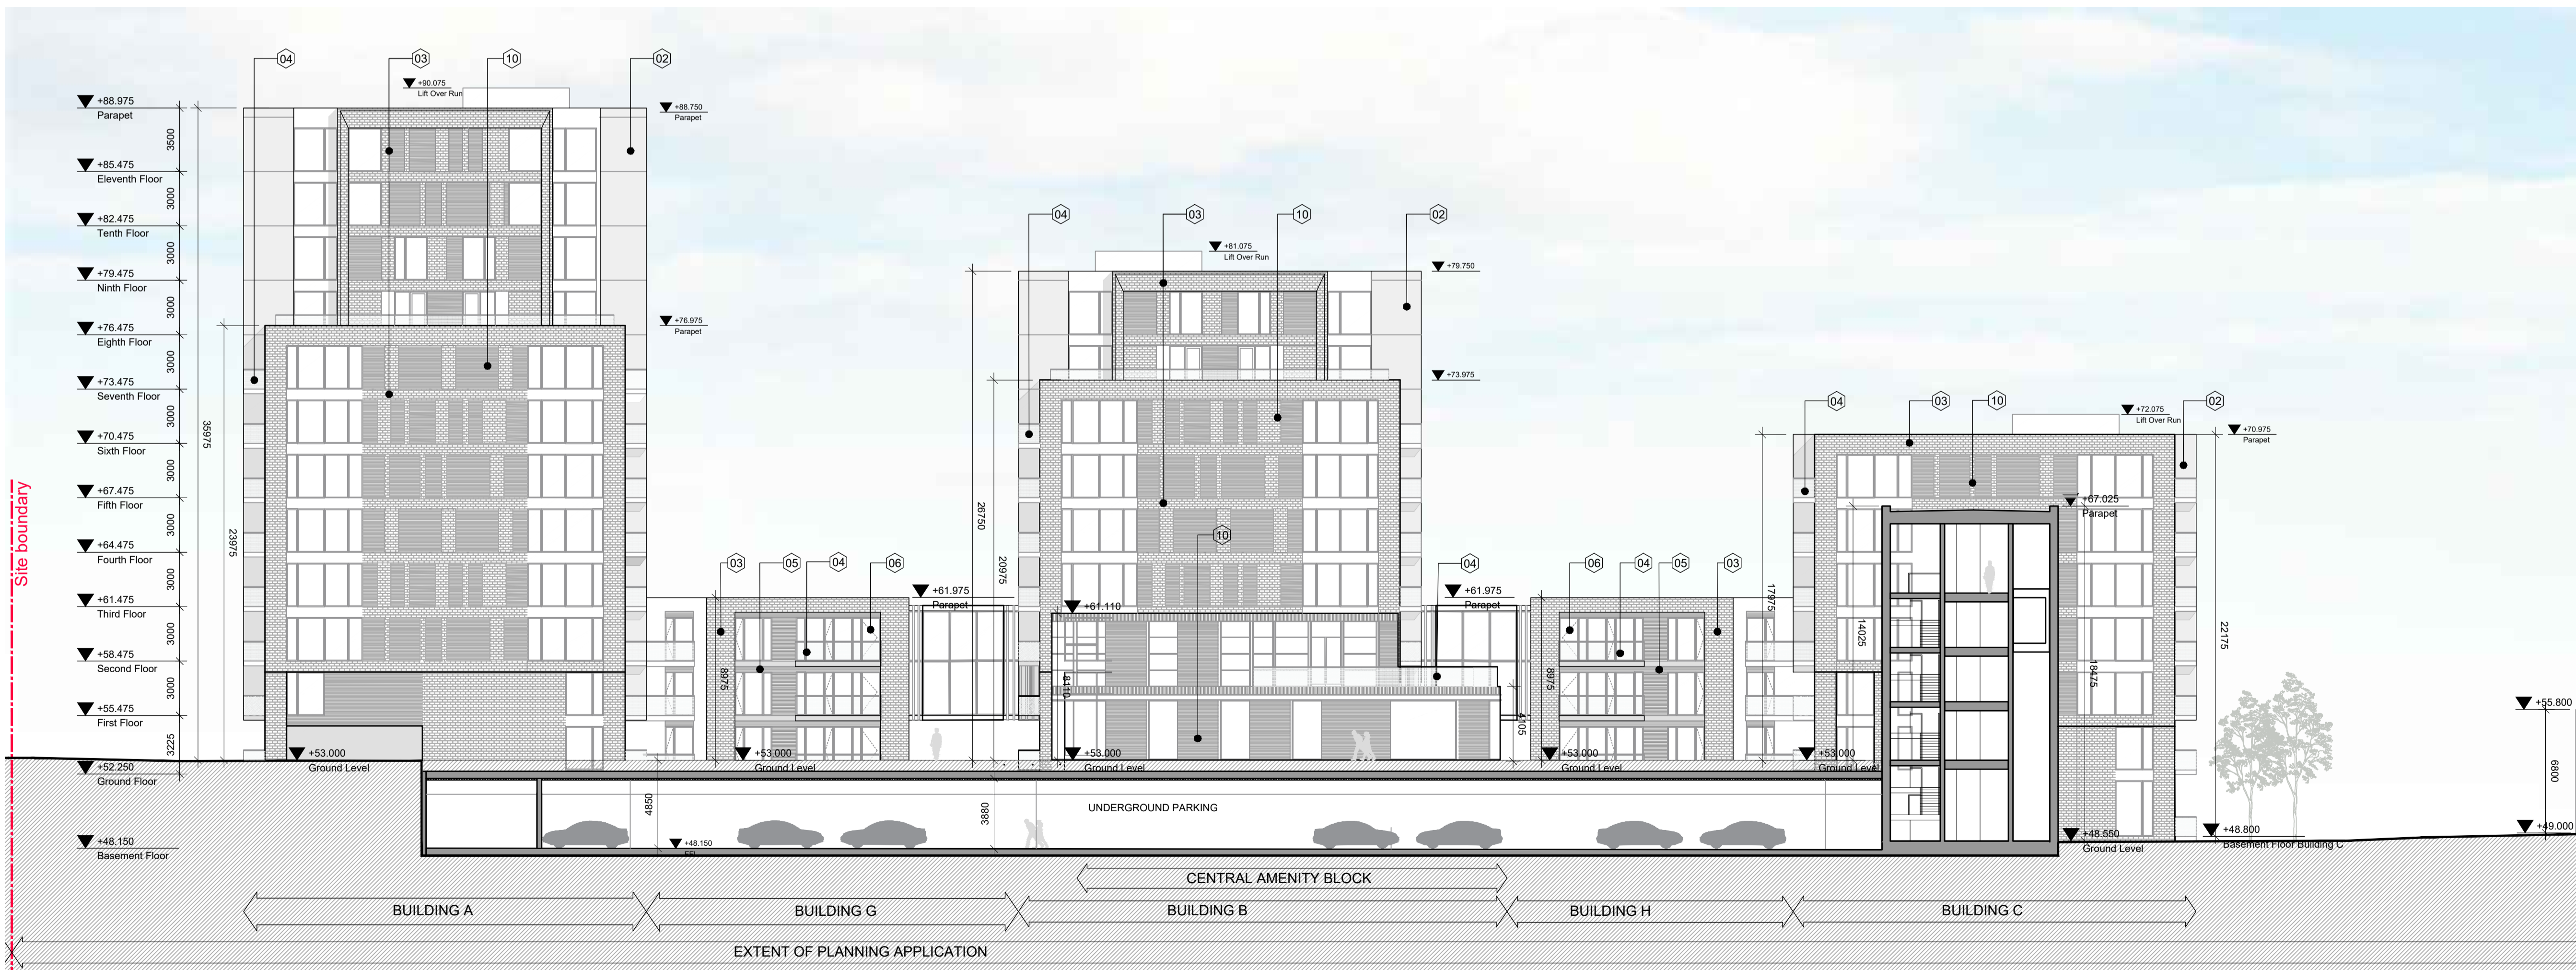 04
03
10
02
+90.075
Lift Over Run
+88.975
Parapet
+88.750
Parapet
3500
+85.475
Eleventh Floor
3000
+82.475
Tenth Floor
3000
+79.475
Ninth Floor
3000
+76.475
Eighth Floor
+76.975
Parapet
3000
+73.475
Seventh Floor
3000
+70.475
Sixth Floor
3000
+67.475
Fifth Floor
3000
+64.475
Fourth Floor
3000
+61.475
Third Floor
3000
+58.475
Second Floor
3000
+55.475
First Floor
3225
+52.250
Ground Floor
+48.150
Basement Floor
35975
23975
Site boundary
+53.000
Ground Level
03
05
04
06
+61.975
Parapet
8975
+53.000
Ground Level
04
03
10
02
+81.075
Lift Over Run
+79.750
+73.975
26750
20975
10
04
+61.110
8110
4105
+53.000
Ground Level
+61.975
Parapet
06
04
05
03
8975
+53.000
Ground Level
04
03
10
02
+72.075
Lift Over Run
+70.975
Parapet
+67.025
Parapet
17975
14025
18475
22175
+53.000
Ground Level
+48.550
Ground Level
+48.800
Basement Floor Building C
+55.800
6800
+49.000
4850
3880
UNDERGROUND PARKING
+48.150
FFL
CENTRAL AMENITY BLOCK
BUILDING A
BUILDING G
BUILDING B
BUILDING H
BUILDING C
EXTENT OF PLANNING APPLICATION